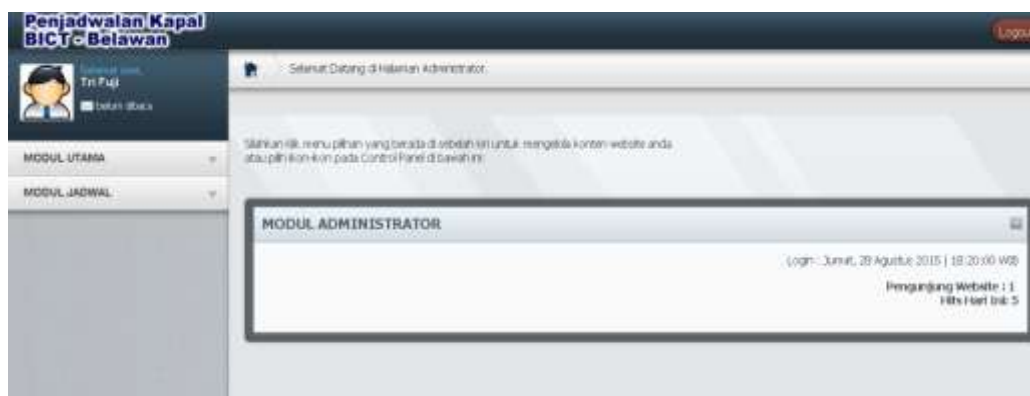 Penjadwalan Kapal
BICT - Belawan
Logout
Selamat Datang di Halaman Administrator.
Tri Fuji
belum dibaca
Silahkan klik menu pilihan yang berada di sebelah kiri untuk mengelola konten website anda
atau pilih ikon-ikon pada Control Panel di bawah ini
MODUL UTAMA
MODUL JADWAL
MODUL ADMINISTRATOR
Login : Jumat, 28 Agustus 2015 | 18:20:00 WIB
Pengunjung Website : 1
Hits Hari Ini: 5